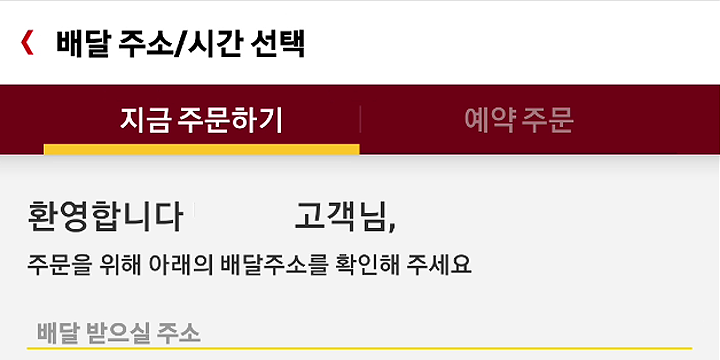 배달 주소/시간 선택
지금 주문하기 예약 주문
환영합니다 고객님,
주문을 위해 아래의 배달주소를 확인해 주세요
배달 받으실 주소